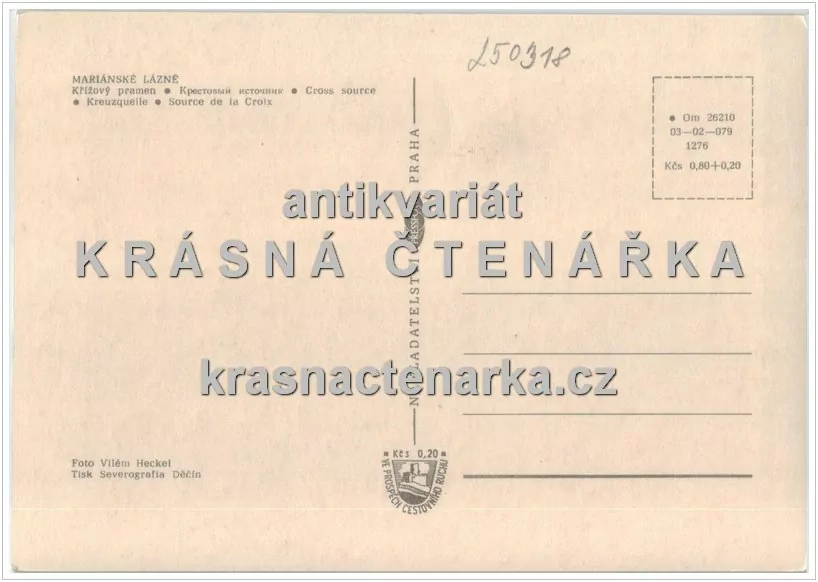 250318
MARIÁNSKÉ LÁZNĚ
Křížový pramen ● Крестовый источник ● Cross source
● Kreuzquelle ● Source de la Croix
● Om 26210
03—02—079
1276
Kčs 0,80+0,20
PRAHA
antikvariát
KRÁSNÁ ČTENÁŘKA
krasnactenarka.cz
Foto Vilém Heckel
Tisk Severografia Děčín
Kčs 0,20
VE PROSPĚCH CESTOVNÍHO RUCHU